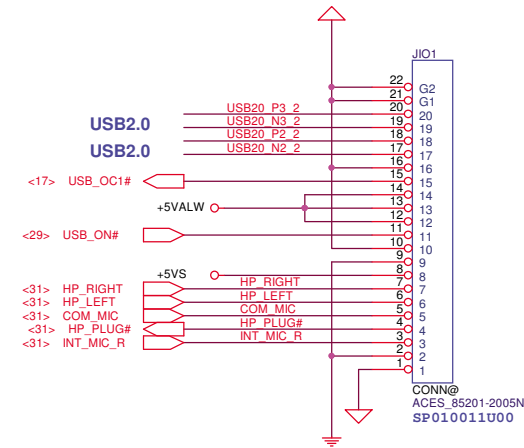 JIO1
22 G2
21 G1
USB20_P3_2 20 20
USB2.0 USB20_N3_2 19 19
USB20_P2_2 18 18
USB2.0 USB20_N2_2 17 17
16 16
<17> USB_OC1# 15 15
14 14
+5VALW 13 13
12 12
<29> USB_ON# 11 11
10 10
9 9
+5VS 8 8
<31> HP_RIGHT HP_RIGHT 7 7
<31> HP_LEFT HP_LEFT 6 6
<31> COM_MIC COM_MIC 5 5
<31> HP_PLUG# HP_PLUG# 4 4
<31> INT_MIC_R INT_MIC_R 3 3
2 2
1 1
CONN@
ACES_85201-2005N
SP010011U00